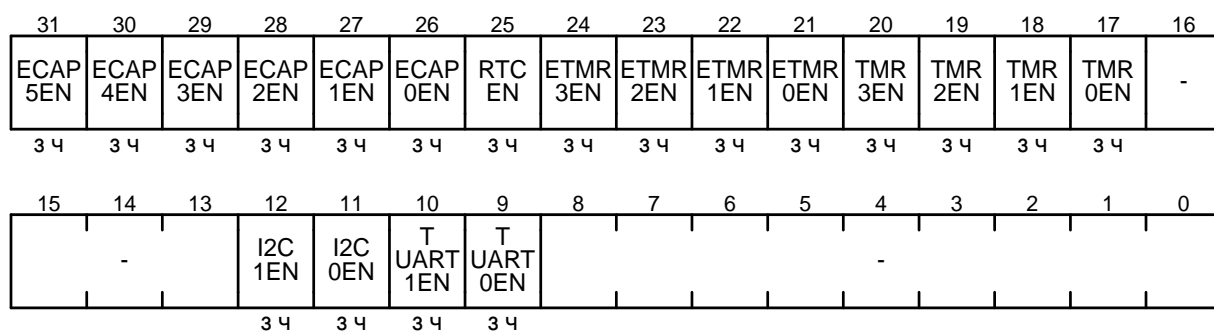 31 30 29 28 27 26 25 24 23 22 21 20 19 18 17 16
ECAP ECAP ECAP ECAP ECAP ECAP RTC ETMR ETMR ETMR ETMR TMR TMR TMR TMR -
5EN 4EN 3EN 2EN 1EN 0EN EN 3EN 2EN 1EN 0EN 3EN 2EN 1EN 0EN
з ч з ч з ч з ч з ч з ч з ч з ч з ч з ч з ч з ч з ч з ч з ч
15 14 13 12 11 10 9 8 7 6 5 4 3 2 1 0
- I2C I2C T T -
1EN 0EN UART UART
1EN 0EN
з ч з ч з ч з ч